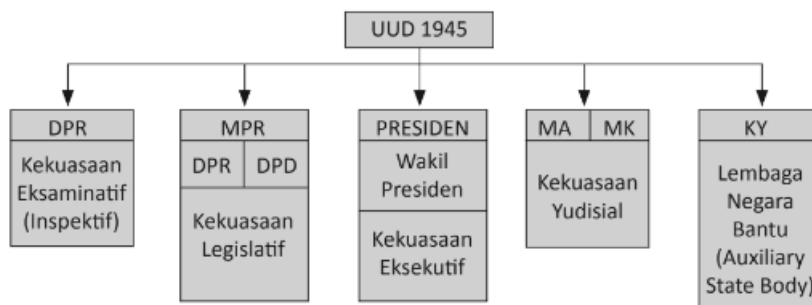 UUD 1945
DPR
Kekuasaan
Eksaminatif
(Inspektif)
MPR
DPR DPD
Kekuasaan
Legislatif
PRESIDEN
Wakil
Presiden
Kekuasaan
Eksekutif
MA MK
Kekuasaan
Yudisial
KY
Lembaga
Negara
Bantu
(Auxiliary
State Body)